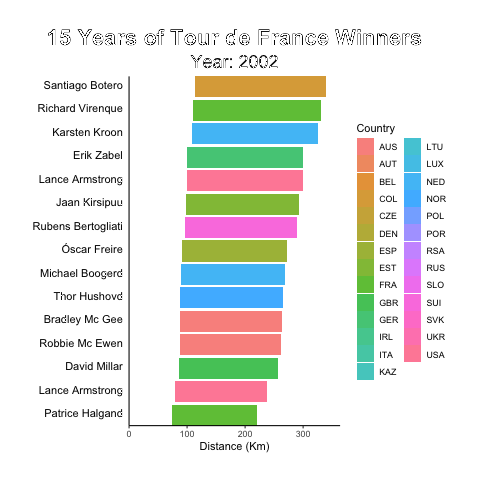 15 Years of Tour de France Winners
Year: 2002
Santiago Botero
Richard Virenque
Karsten Kroon
Erik Zabel
Lance Armstrong
Jaan Kirsipuu
Rubens Bertogliati
Óscar Freire
Michael Boogerd
Thor Hushovd
Bradley Mc Gee
Robbie Mc Ewen
David Millar
Lance Armstrong
Patrice Halgand
0 100 200 300
Distance (Km)
Country
AUS LTU
AUT LUX
BEL NED
COL NOR
CZE POL
DEN POR
ESP RSA
EST RUS
FRA SLO
GBR SUI
GER SVK
IRL UKR
ITA USA
KAZ